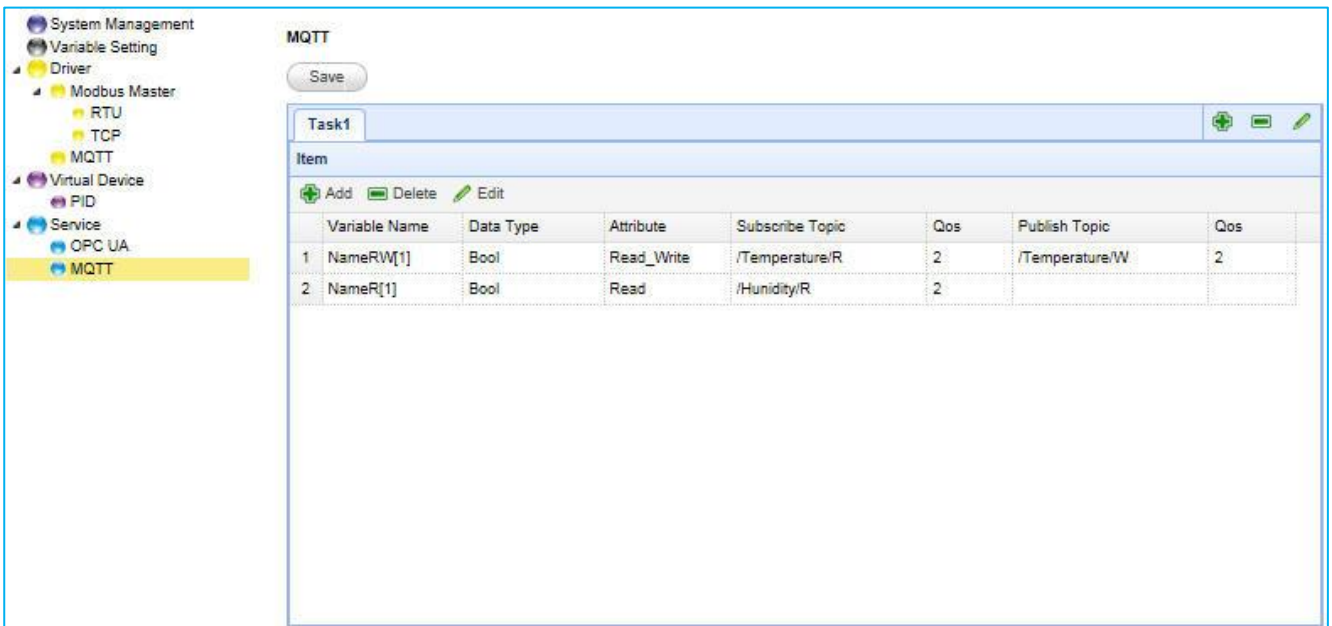 System Management
Variable Setting
Driver
Modbus Master
RTU
TCP
MQTT
Virtual Device
PID
Service
OPC UA
MQTT
MQTT
Save
Task1
Item
Add Delete Edit
Variable Name Data Type Attribute Subscribe Topic Qos Publish Topic Qos
1 NameRW[1] Bool Read_Write /Temperature/R 2 /Temperature/W 2
2 NameR[1] Bool Read /Hunidity/R 2